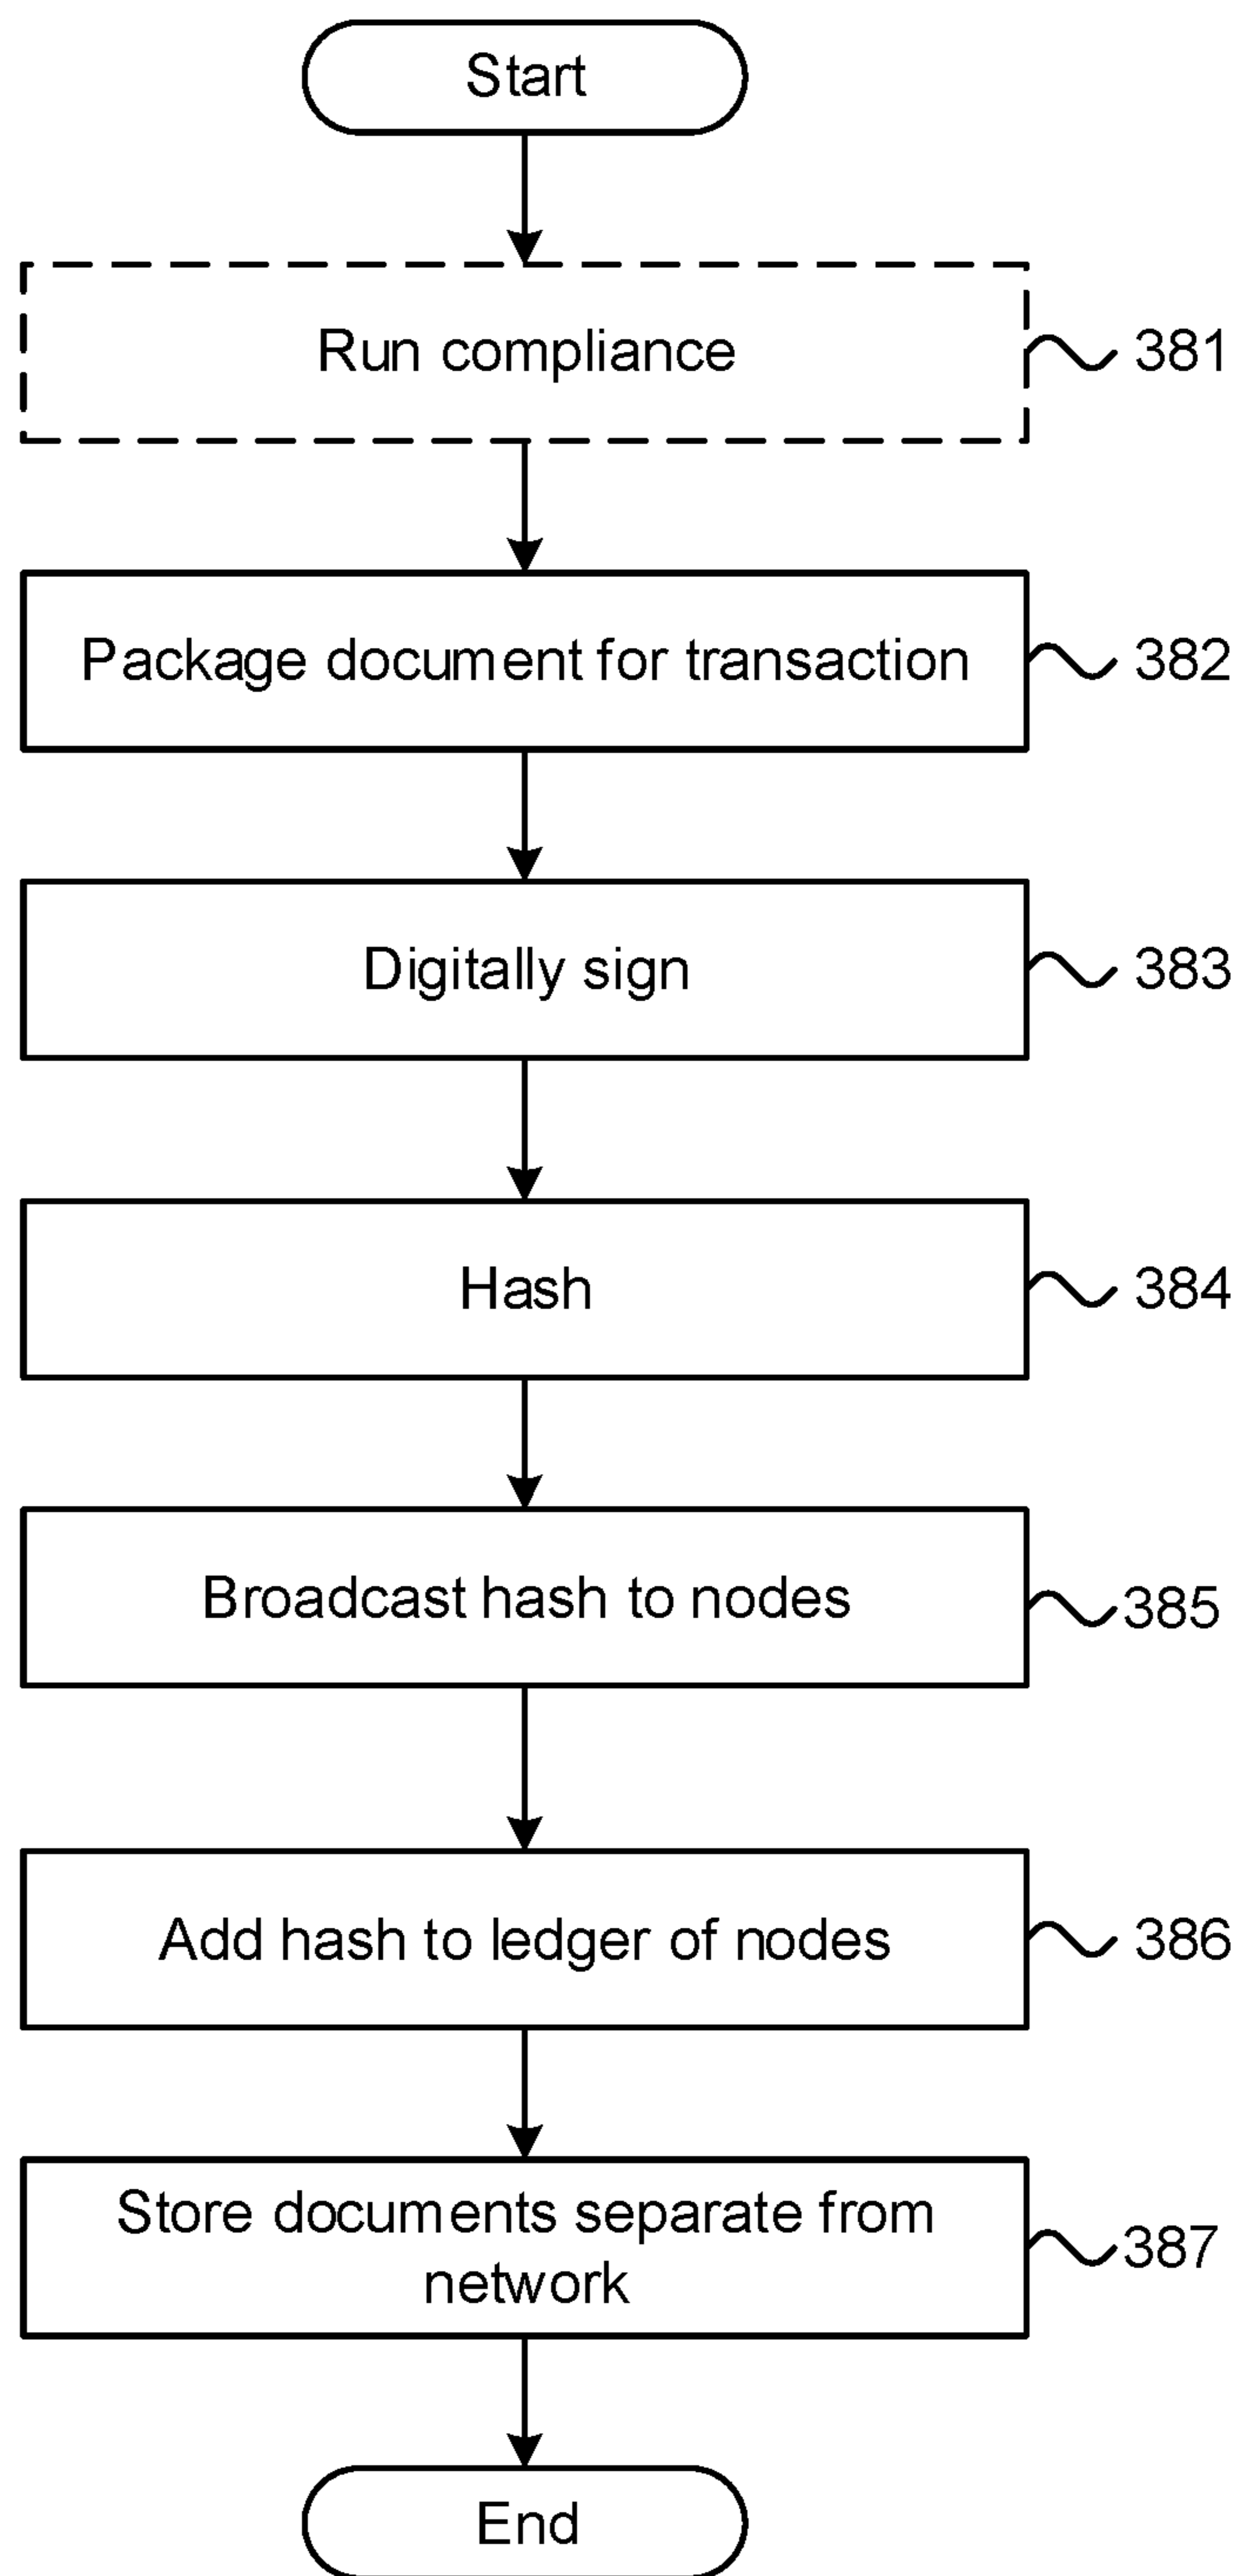 Start
Run compliance
381
Package document for transaction
382
Digitally sign
383
Hash
384
Broadcast hash to nodes
385
Add hash to ledger of nodes
386
Store documents separate from
network
387
End